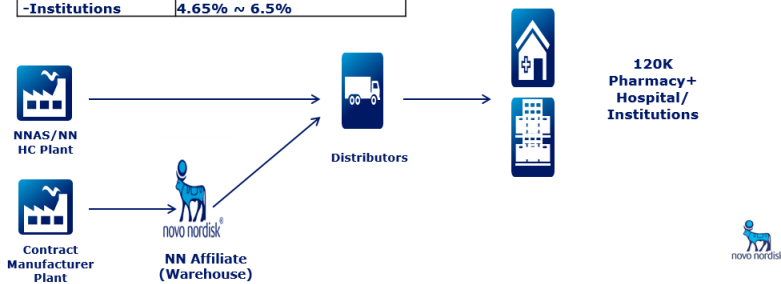 -Institutions 4.65% ~ 6.5%
120K
Pharmacy+
Hospital/
Institutions
NNAS/NN
HC Plant
Distributors
novo nordisk®
Contract
Manufacturer
Plant
NN Affiliate
(Warehouse)
novo nordisk